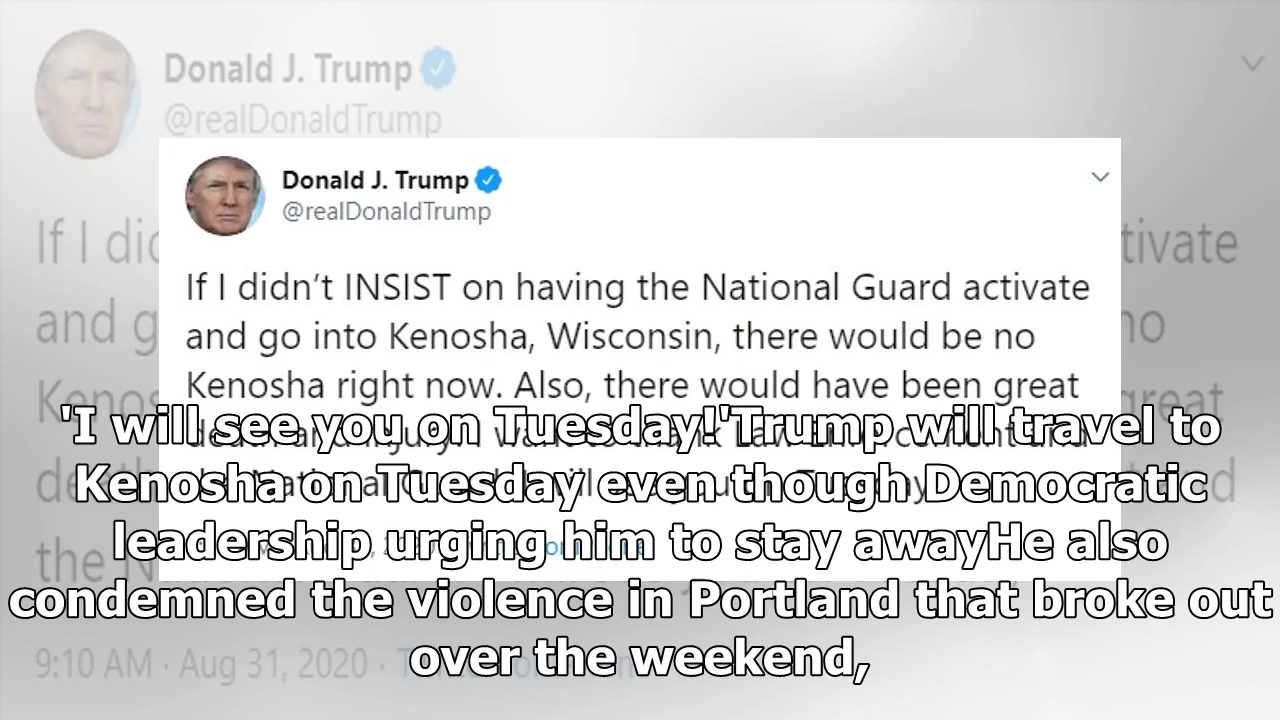 Donald J. Trump
@realDonaldTrump
Donald J. Trump
@realDonaldTrump
If I didn't INSIST on having the National Guard activate
and go into Kenosha, Wisconsin, there would be no
Kenosha right now. Also, there would have been great
'I will see you on Tuesday!'Trump will travel to
Kenosha on Tuesday even though Democratic
leadership urging him to stay awayHe also
condemned the violence in Portland that broke out
over the weekend,
9:10 AM · Aug 31, 2020